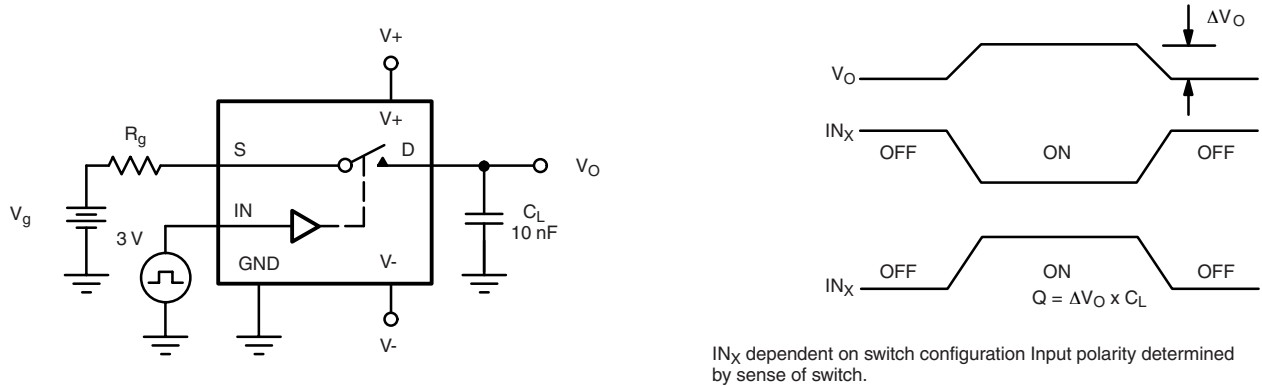 V+
V+
Rg
S
D
VO
Vg
IN
3 V
CL
10 nF
GND
V-
V-
ΔVO
VO
INX
OFF
ON
OFF
INX
OFF
ON
OFF
Q = ΔVO x CL
INX dependent on switch configuration Input polarity determined
by sense of switch.